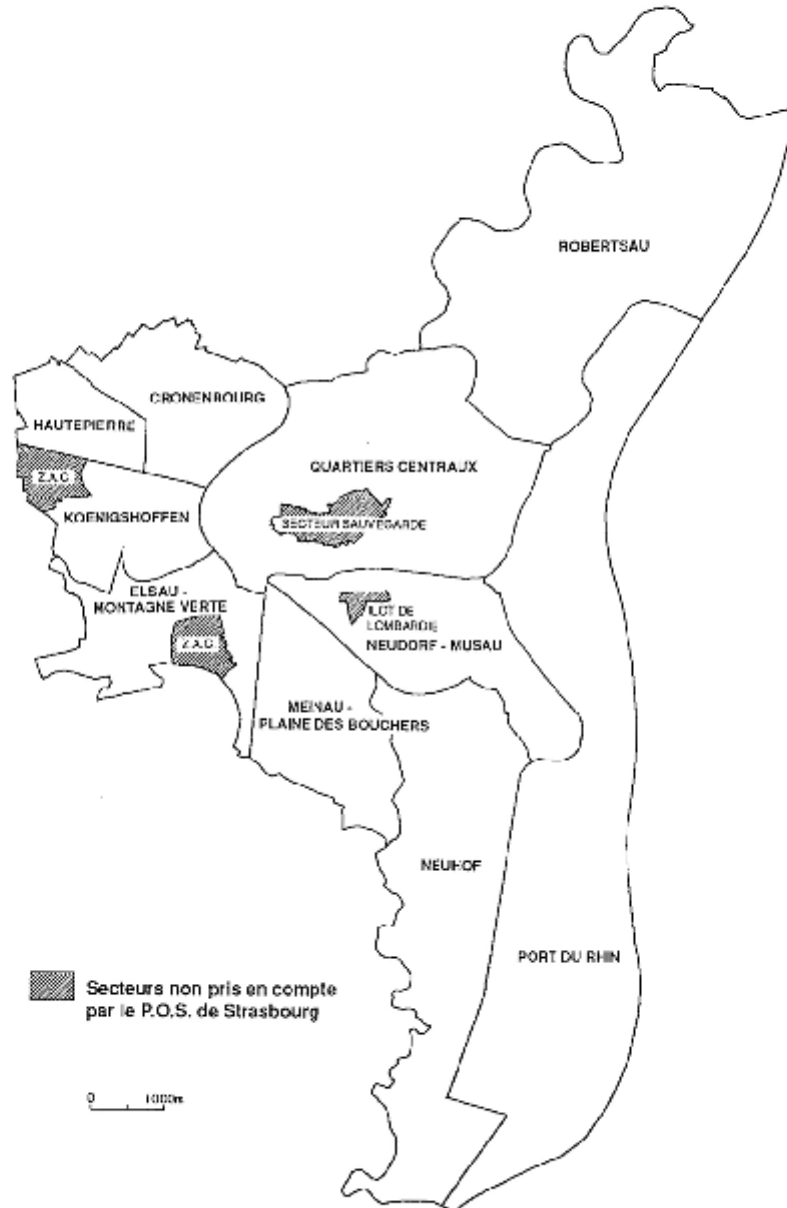 ROBERTSAU
CRONENBOURG
HAUTEPIERRE
QUARTIERS CENTRAUX
Z.A.C
KOENIGSHOFFEN
SECTEUR SAUVEGARDE
ELSAU -
MONTAGNE VERTE
ILOT DE
LOMBARDIE
Z.A.C
NEUDORF - MUSAU
MEINAU -
PLAINE DES BOUCHERS
NEUHOF
PORT DU RHIN
Secteurs non pris en compte
par le P.O.S. de Strasbourg
0 1000m